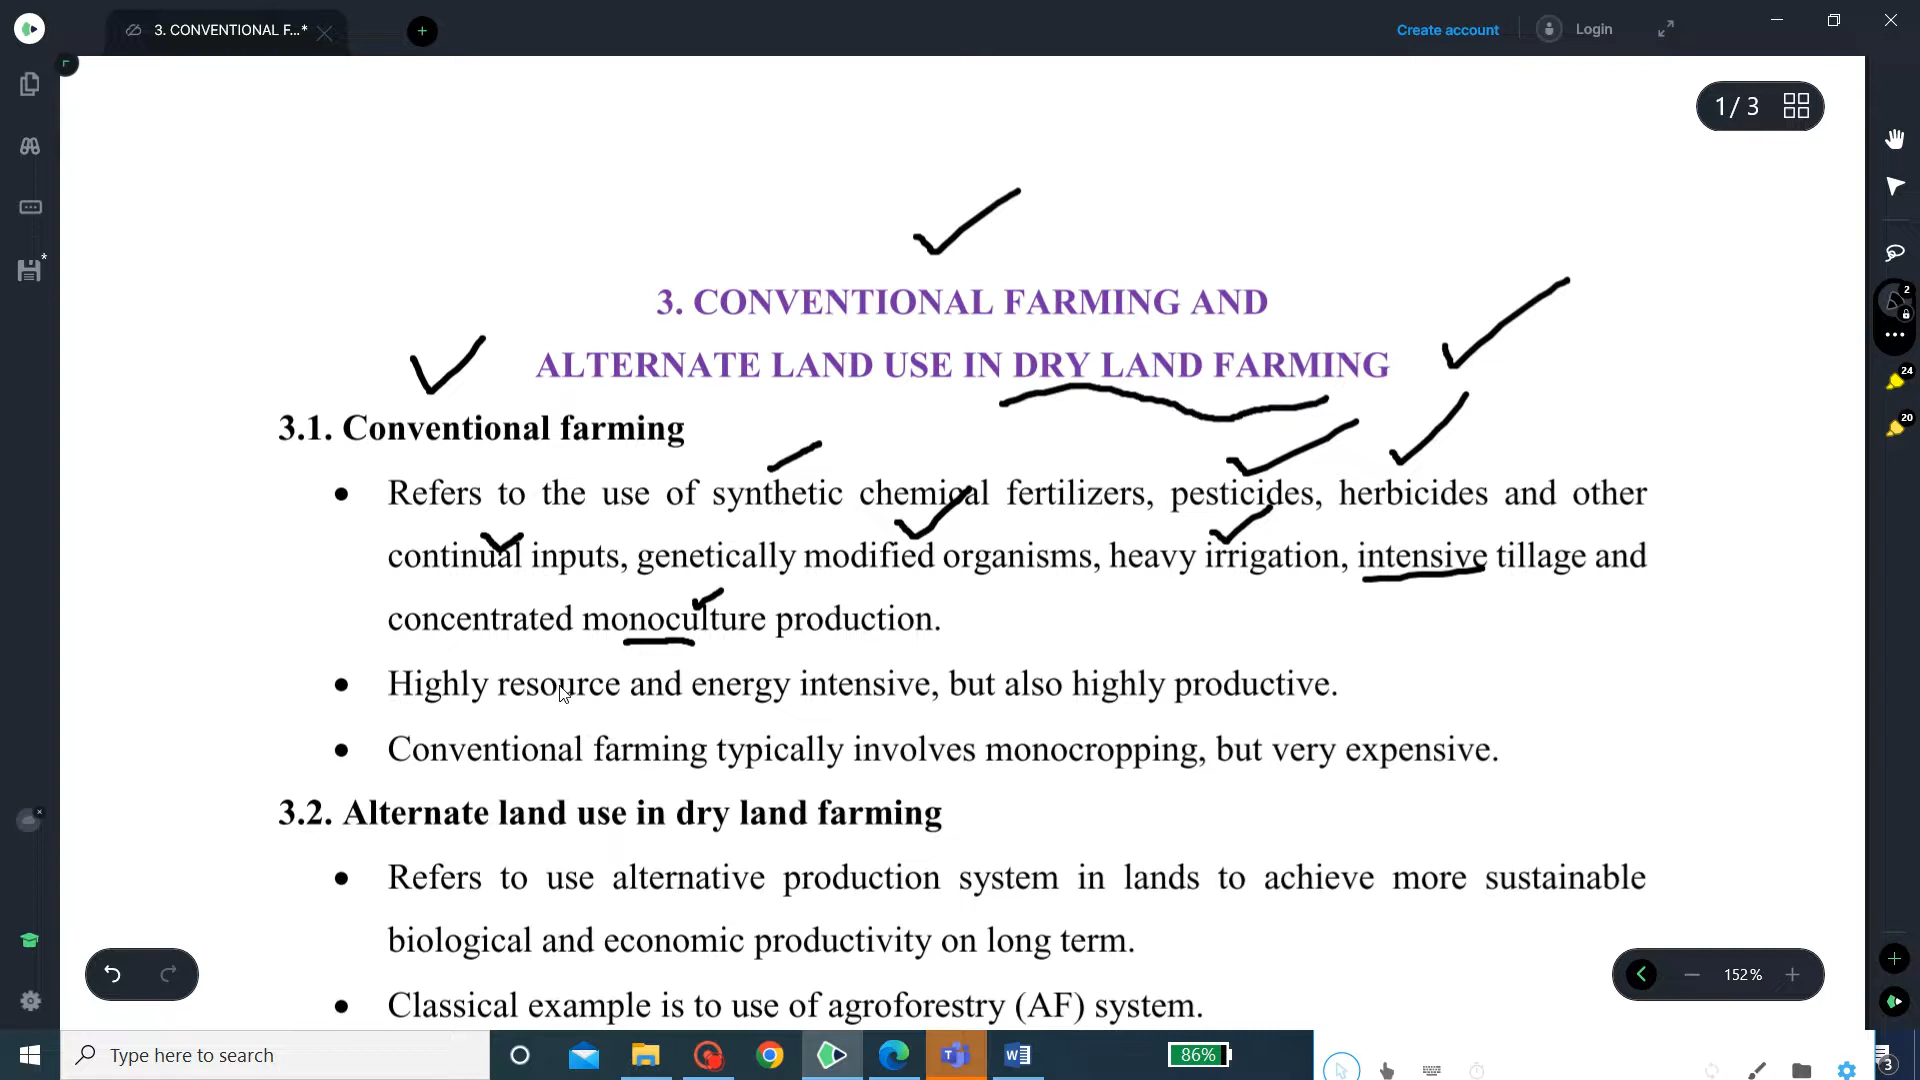 3. CONVENTIONAL F...*
Create account
Login
1/ 3
3. CONVENTIONAL FARMING AND
ALTERNATE LAND USE IN DRY LAND FARMING
3.1. Conventional farming
• Refers to the use of synthetic chemical fertilizers, pesticides, herbicides and other
continual inputs, genetically modified organisms, heavy irrigation, intensive tillage and
concentrated monoculture production.
• Highly resource and energy intensive, but also highly productive.
• Conventional farming typically involves monocropping, but very expensive.
3.2. Alternate land use in dry land farming
• Refers to use alternative production system in lands to achieve more sustainable
biological and economic productivity on long term.
• Classical example is to use of agroforestry (AF) system.
2
24
20
152%
Type here to search
86%
3